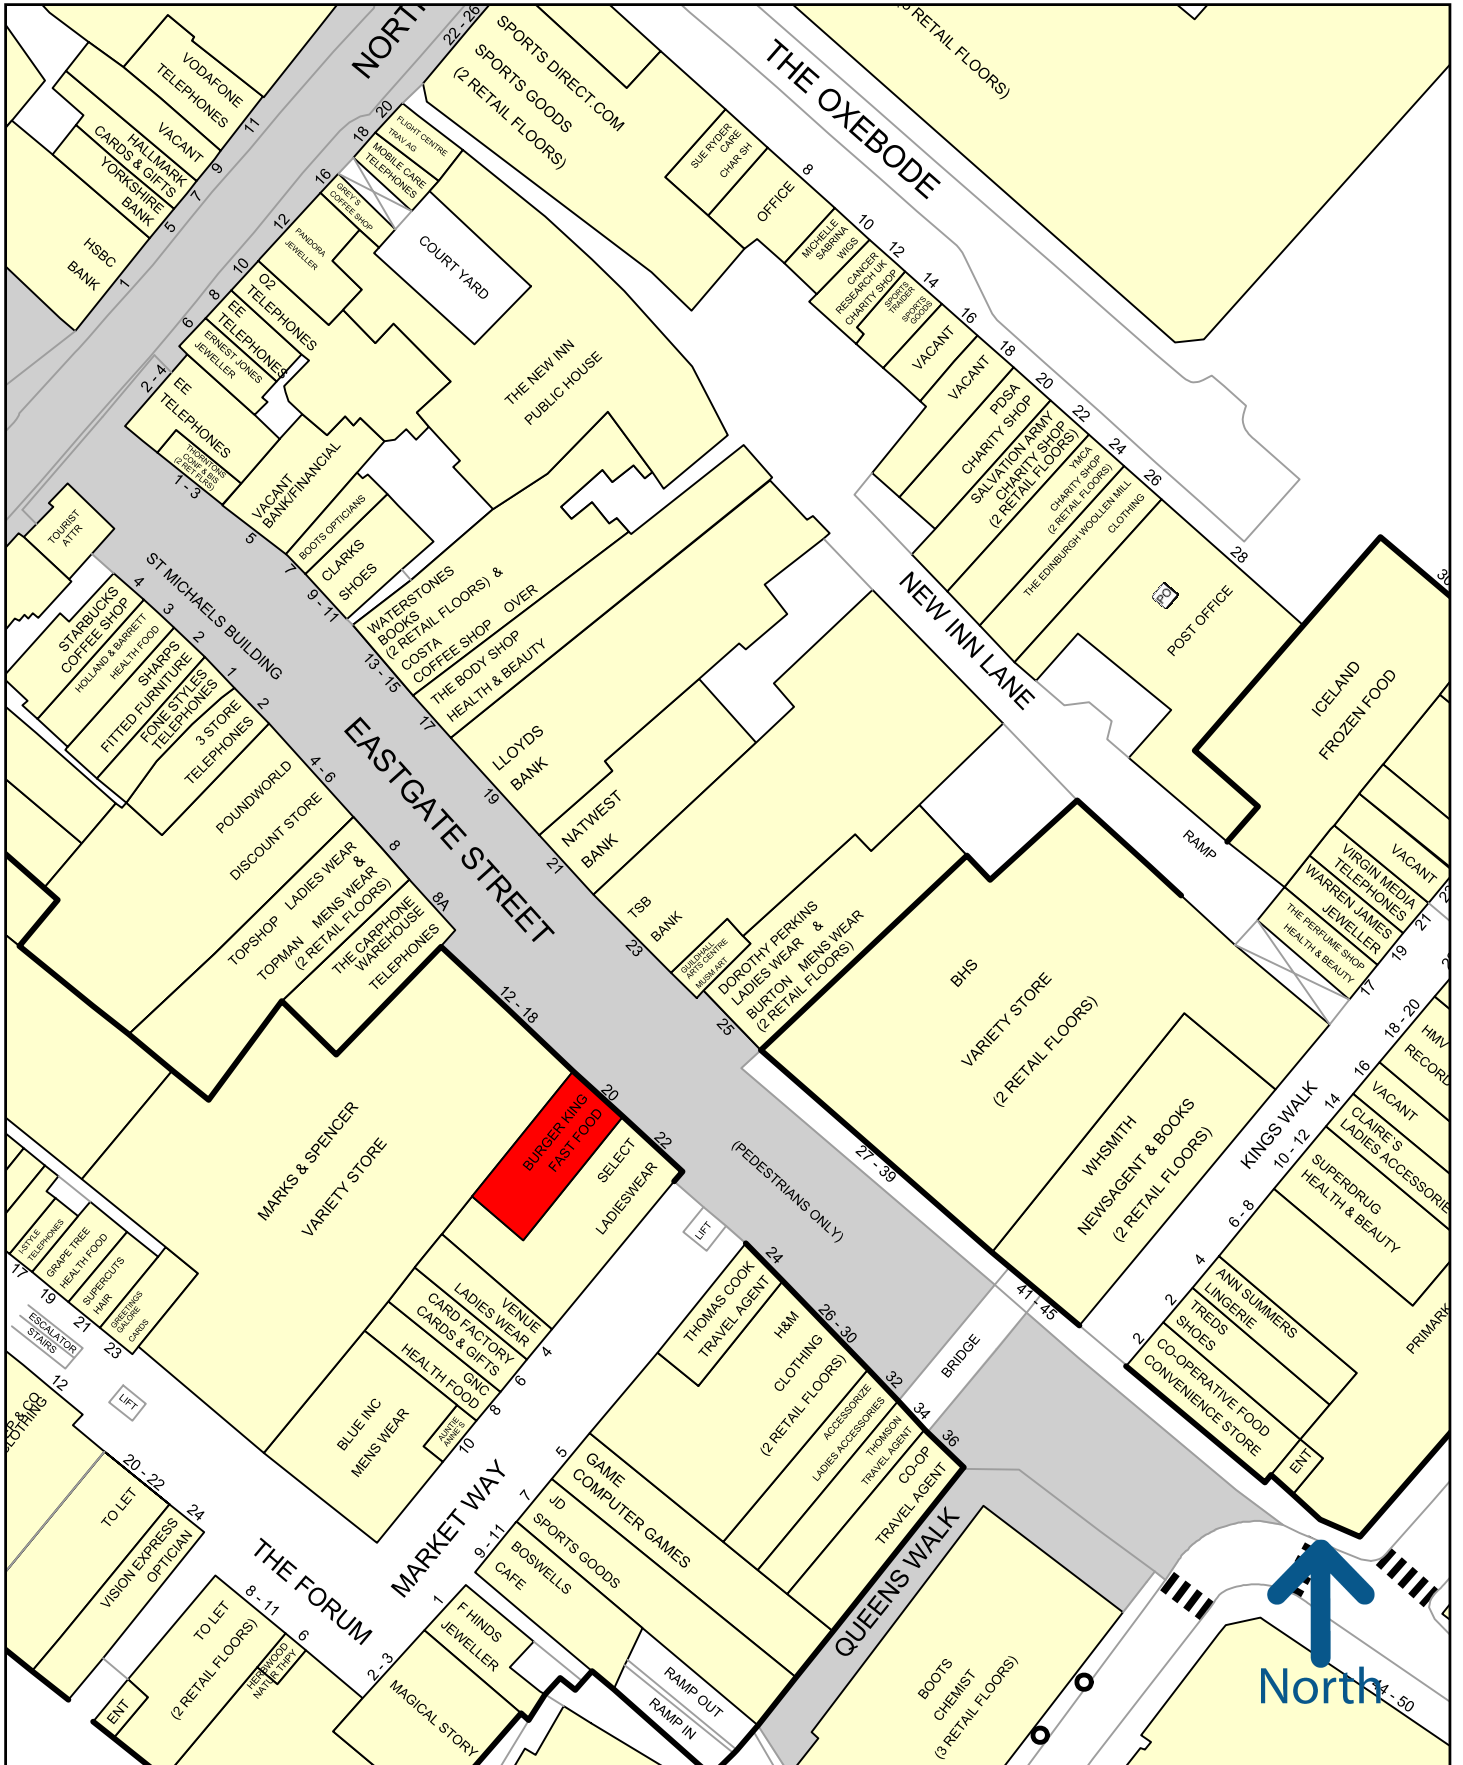 NORT
22 - 26
SPORTS DIRECT.COM
SPORTS GOODS
(2 RETAIL FLOORS)
THE OXEBODE
RETAIL FLOORS)
VODAFONE
TELEPHONES
11
VACANT
9
HALLMARK
CARDS & GIFTS
7
YORKSHIRE
BANK
5
HSBC
BANK
1
20
FLIGHT CENTRE
TRAV AG
18
MOBILE CARE
TELEPHONES
16
GREY'S
COFFEE SHOP
COURT YARD
12
PANDORA
JEWELLER
10
O2
TELEPHONES
8
EE
TELEPHONES
6
ERNEST JONES
JEWELLER
2 - 4
EE
TELEPHONES
THORNTONS
CONF & BIS
(2 RET FLRS)
1 - 3
THE NEW INN
PUBLIC HOUSE
SUE RYDER
CARE
CHAR SH
OFFICE
8
MICHELLE
SABRINA
WIGS
10
CANCER
RESEARCH UK
CHARITY SHOP
12
SPORTS
TRAIDER
SPORTS
GOODS
14
VACANT
16
VACANT
18
PDSA
CHARITY SHOP
20
SALVATION ARMY
CHARITY SHOP
(2 RETAIL FLOORS)
22
YMCA
CHARITY SHOP
(2 RETAIL FLOORS)
24
THE EDINBURGH WOOLLEN MILL
CLOTHING
26
PO
POST OFFICE
28
30
ICELAND
FROZEN FOOD
NEW INN LANE
RAMP
VACANT
BANK/FINANCIAL
5
BOOTS OPTICIANS
7
CLARKS
SHOES
9 - 11
WATERSTONES
BOOKS
(2 RETAIL FLOORS) &
COSTA
COFFEE SHOP OVER
13 - 15
THE BODY SHOP
HEALTH & BEAUTY
17
LLOYDS
BANK
19
NATWEST
BANK
21
TSB
BANK
23
GUILDHALL
ARTS CENTRE
MUSM ART
DOROTHY PERKINS
LADIES WEAR &
BURTON MENS WEAR
(2 RETAIL FLOORS)
25
BHS
VARIETY STORE
(2 RETAIL FLOORS)
27 - 39
WHSMITH
NEWSAGENT & BOOKS
(2 RETAIL FLOORS)
41 - 45
TOURIST
ATTR
ST MICHAELS BUILDING
STARBUCKS
COFFEE SHOP
4
HOLLAND & BARRETT
HEALTH FOOD
3
SHARPS
FITTED FURNITURE
2
FONE STYLES
TELEPHONES
1
3 STORE
TELEPHONES
2
EASTGATE STREET
POUNDWORLD
DISCOUNT STORE
4 - 6
TOPSHOP LADIES WEAR
&
TOPMAN MENS WEAR
(2 RETAIL FLOORS)
8
THE CARPHONE
WAREHOUSE
TELEPHONES
8A
MARKS & SPENCER
VARIETY STORE
12 - 18
BURGER KING
FAST FOOD
20
SELECT
LADIESWEAR
22
(PEDESTRIANS ONLY)
LIFT
VENUE
LADIES WEAR
4
CARD FACTORY
CARDS & GIFTS
6
GNC
HEALTH FOOD
8
AUNTIE
ANNE'S
10
BLUE INC
MENS WEAR
MARKET WAY
I-STYLE
TELEPHONES
17
GRAPE TREE
HEALTH FOOD
19
SUPERCUTS
HAIR
21
GREETINGS
GALORE
CARDS
23
ESCALATOR
STAIRS
12
LIFT
P & CO
CLOTHING
20 - 22
TO LET
24
VISION EXPRESS
OPTICIAN
THE FORUM
8 - 11
TO LET
(2 RETAIL FLOORS)
6
HERBWOOD
NATUR THPY
ENT
2 - 3
MAGICAL STORY
1
F HINDS
JEWELLER
THOMAS COOK
TRAVEL AGENT
24
H&M
CLOTHING
(2 RETAIL FLOORS)
26 - 30
ACCESSORIZE
LADIES ACCESSORIES
32
THOMSON
TRAVEL AGENT
34
CO-OP
TRAVEL AGENT
36
5
GAME
COMPUTER GAMES
7
JD
SPORTS GOODS
9 - 11
BOSWELLS
CAFE
RAMP OUT
RAMP IN
QUEENS WALK
BOOTS
CHEMIST
(3 RETAIL FLOORS)
BRIDGE
VACANT
VIRGIN MEDIA
TELEPHONES
21
WARREN JAMES
JEWELLER
19
THE PERFUME SHOP
HEALTH & BEAUTY
17
KINGS WALK
18 - 20
HMV
RECORD
16
VACANT
14
CLAIRE'S
LADIES ACCESSORIE
10 - 12
SUPERDRUG
HEALTH & BEAUTY
6 - 8
PRIMARK
4
ANN SUMMERS
LINGERIE
2
TREDS
SHOES
2
CO-OPERATIVE FOOD
CONVENIENCE STORE
ENT
North
- 50